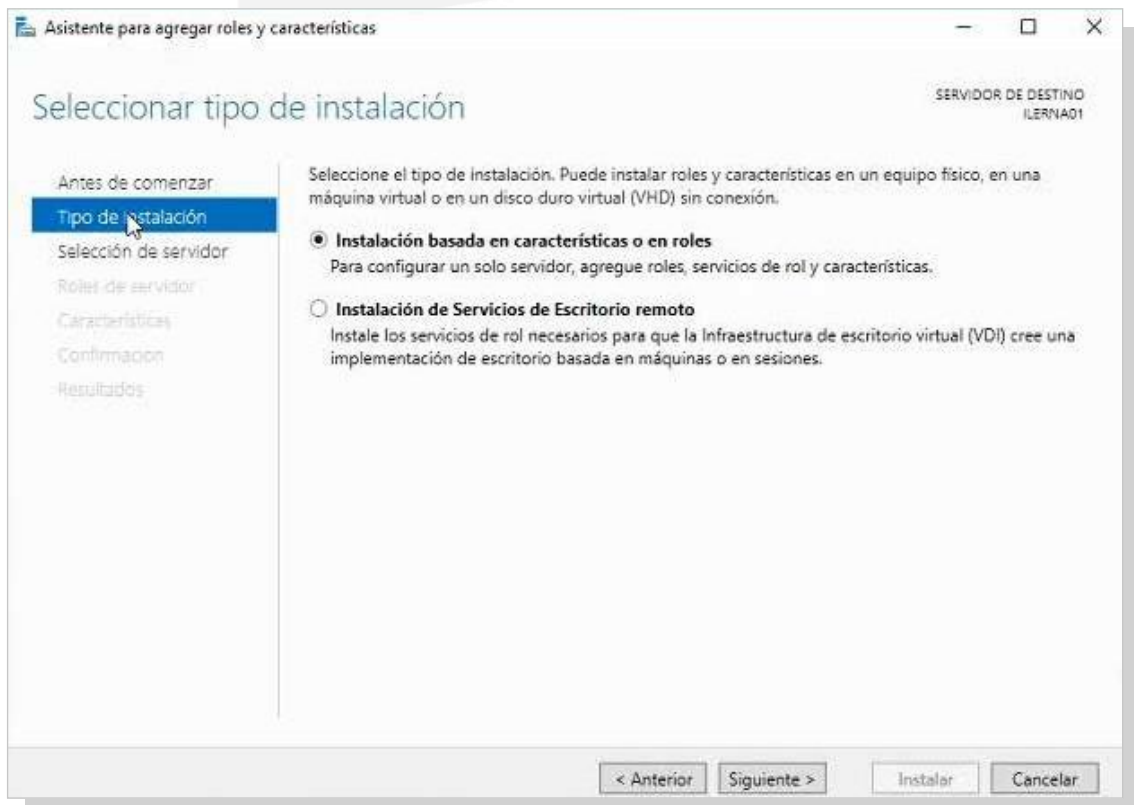 Asistente para agregar roles y características
Seleccionar tipo de instalación
SERVIDOR DE DESTINO
ILERNA01
Antes de comenzar
Tipo de instalación
Selección de servidor
Roles de servidor
Características
Confirmación
Resultados
Seleccione el tipo de instalación. Puede instalar roles y características en un equipo físico, en una
máquina virtual o en un disco duro virtual (VHD) sin conexión.
Instalación basada en características o en roles
Para configurar un solo servidor, agregue roles, servicios de rol y características.
Instalación de Servicios de Escritorio remoto
Instale los servicios de rol necesarios para que la Infraestructura de escritorio virtual (VDI) cree una
implementación de escritorio basada en máquinas o en sesiones.
< Anterior
Siguiente >
Instalar
Cancelar